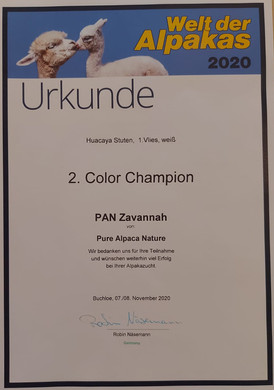 Welt der
Alpakas
2020
Urkunde
Huacaya Stuten; 1.Vlies, weiß
2. Color Champion
PAN Zavannah
von
Pure Alpaca Nature
Wir bedanken uns für Ihre Teilnahme
und wünschen weiterhin viel Erfolg
bei Ihrer Alpakazucht.
Buchloe, 07./08. November 2020
Robin Näsemann
Robin Näsemann